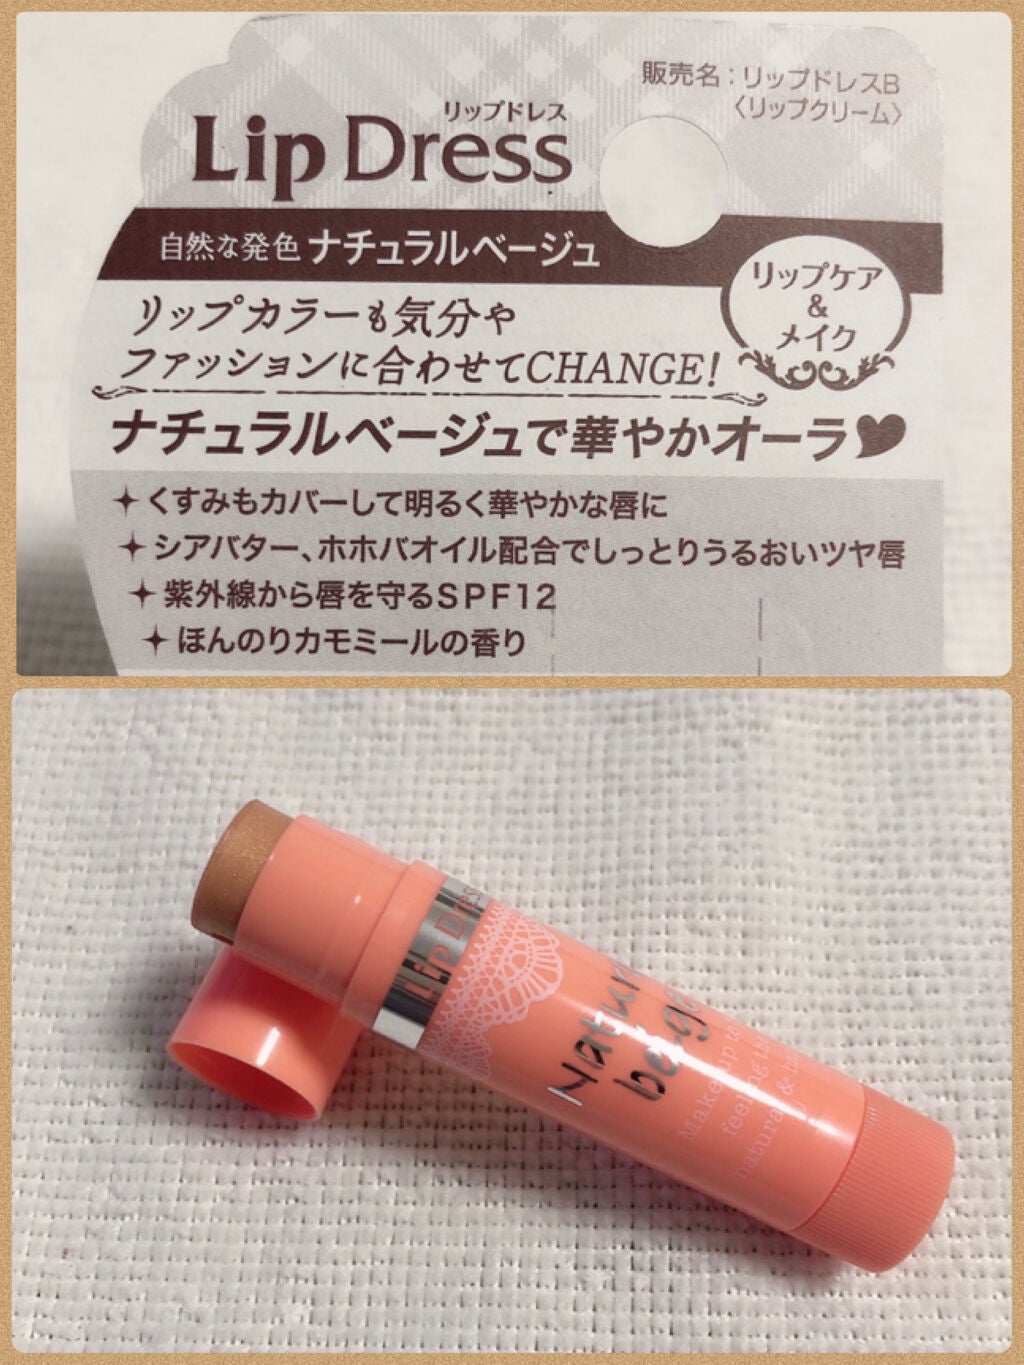 販売名：リップドレスB
〈リップクリーム〉
リップドレス
Lip Dress
自然な発色 ナチュラルベージュ
リップケア
&
メイク
リップカラーも気分や
ファッションに合わせてCHANGE!
ナチュラルベージュで華やかオーラ♥
✦くすみもカバーして明るく華やかな唇に
✦シアバター、ホホバオイル配合でしっとりうるおいツヤ唇
✦紫外線から唇を守るSPF12
✦ほんのりカモミールの香り
Lip Dress
Natur
beige
Make up to
feeling
natural &